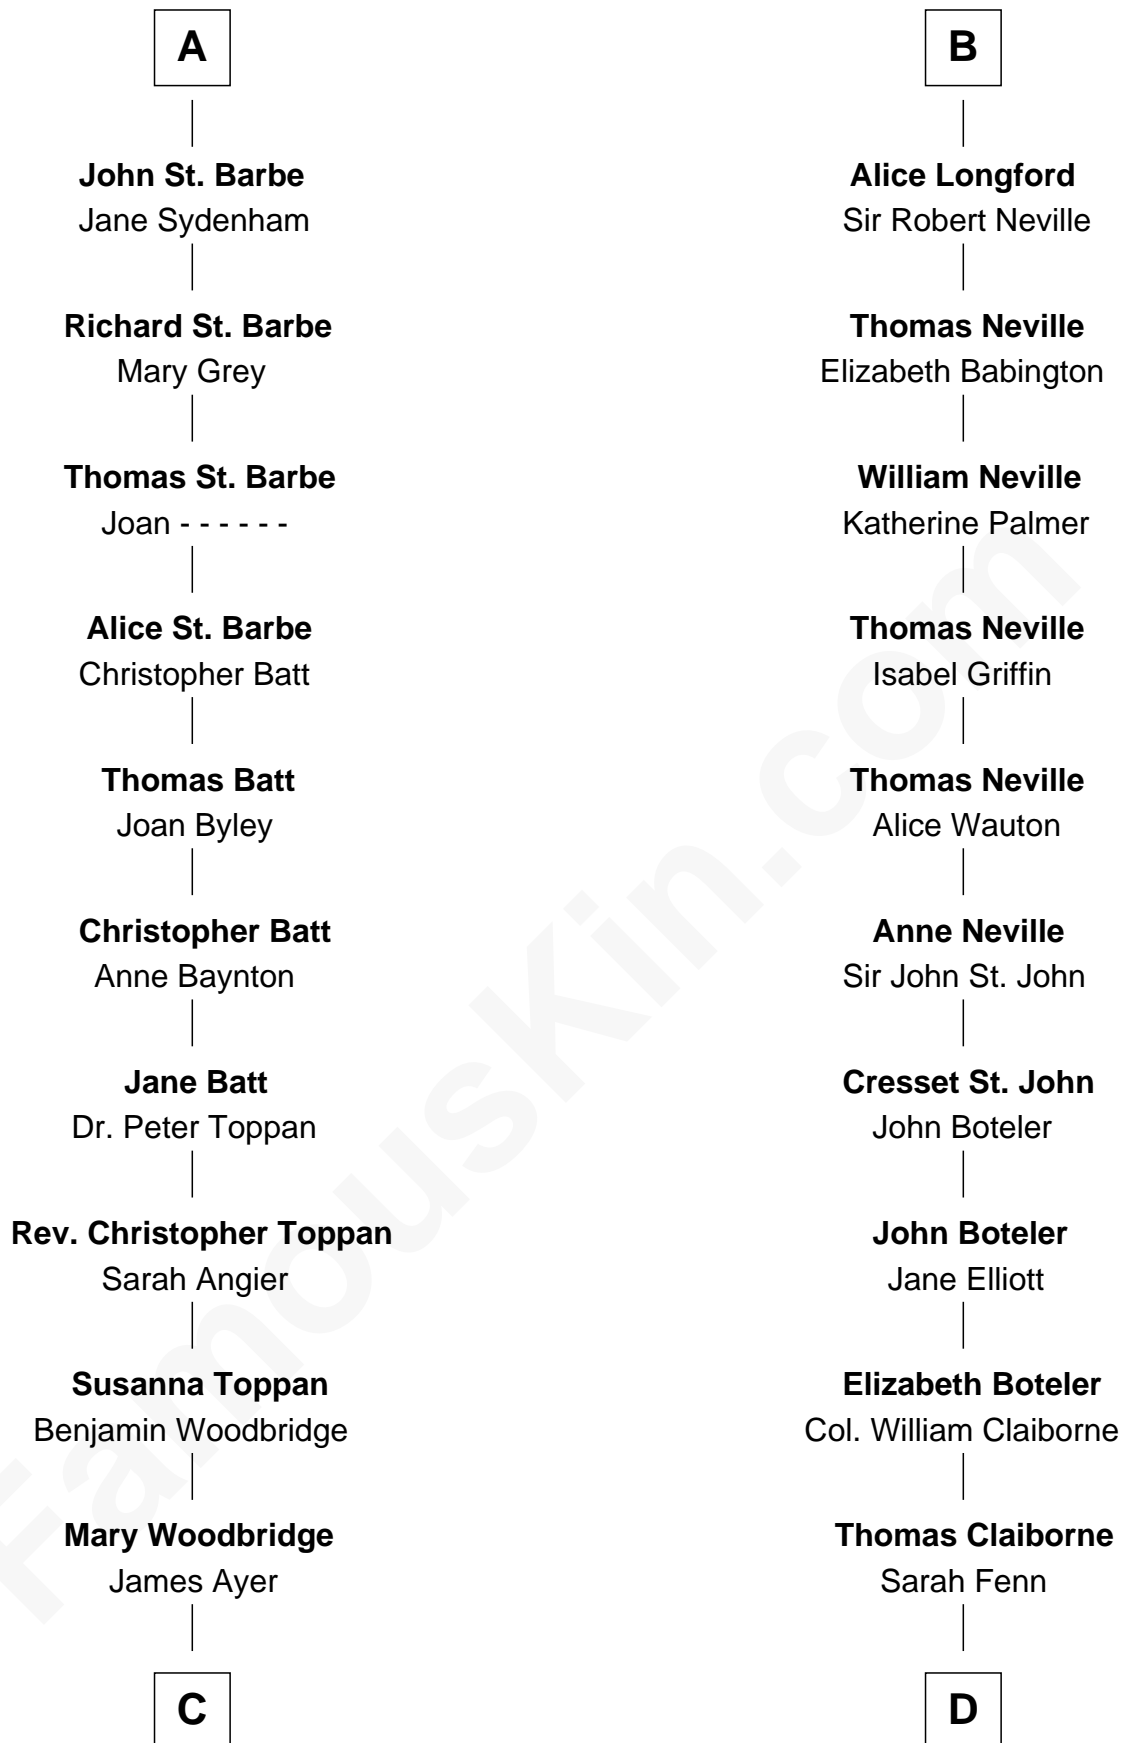 A
John St. Barbe
Jane Sydenham
Richard St. Barbe
Mary Grey
Thomas St. Barbe
Joan - - - - - -
Alice St. Barbe
Christopher Batt
Thomas Batt
Joan Byley
Christopher Batt
Anne Baynton
Jane Batt
Dr. Peter Toppan
Rev. Christopher Toppan
Sarah Angier
Susanna Toppan
Benjamin Woodbridge
Mary Woodbridge
James Ayer
C
B
Alice Longford
Sir Robert Neville
Thomas Neville
Elizabeth Babington
William Neville
Katherine Palmer
Thomas Neville
Isabel Griffin
Thomas Neville
Alice Wauton
Anne Neville
Sir John St. John
Cresset St. John
John Boteler
John Boteler
Jane Elliott
Elizabeth Boteler
Col. William Claiborne
Thomas Claiborne
Sarah Fenn
D
FamousKin.com